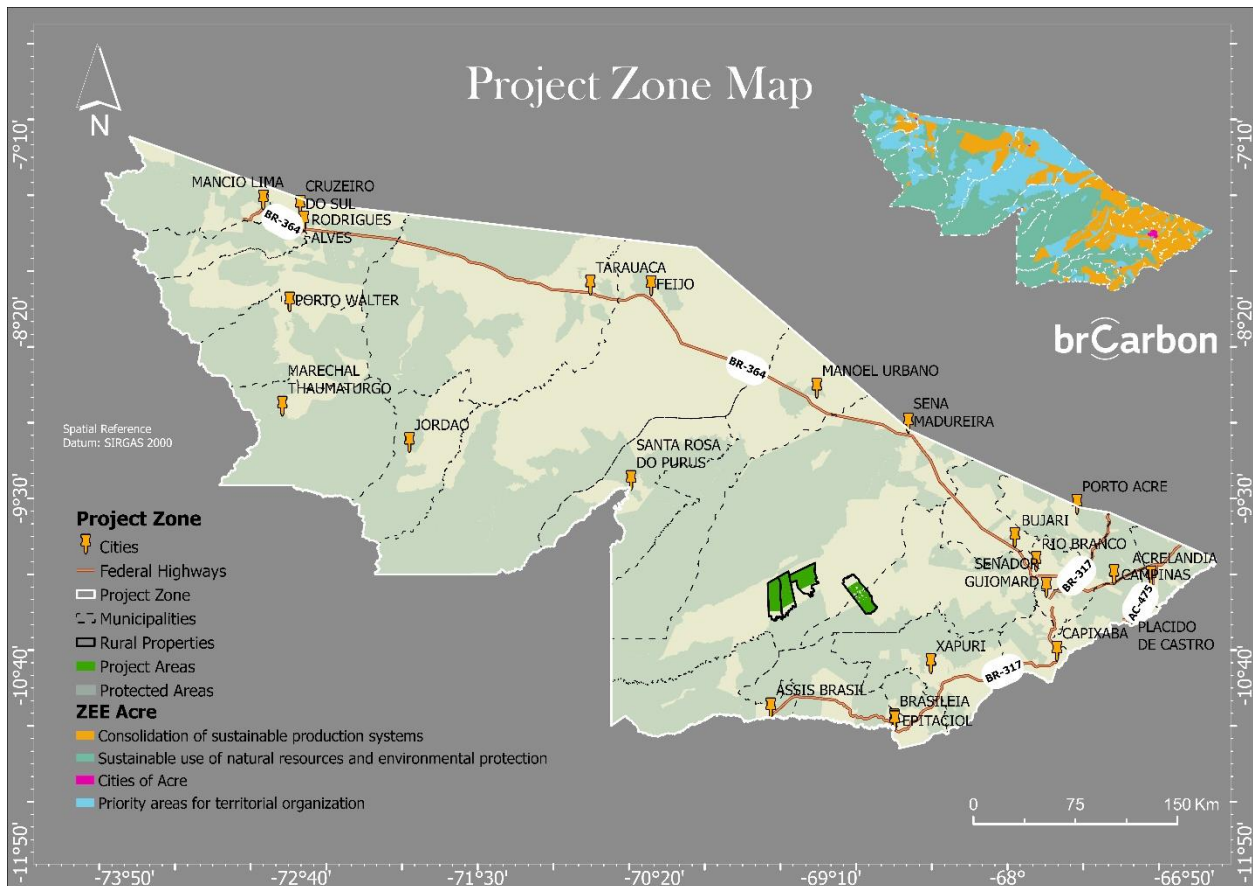 Project Zone Map
N
brCarbon
MANCIO LIMA
CRUZEIRO
DO SUL
RODRIGUES
ALVES
BR-364
TARAUACA
FEIJO
PORTO WALTER
MARECHAL
THAUMATURGO
JORDAO
BR-364
MANOEL URBANO
SENA
MADUREIRA
SANTA ROSA
DO PURUS
PORTO ACRE
BUJARI
RIO BRANCO
SENADOR
GUIOMARD
BR-317
ACRELANDIA
CAMPINAS
AC-475
PLACIDO
DE CASTRO
CAPIXABA
XAPURI
BR-317
ASSIS BRASIL
BRASILEIA
EPITACIOL
Spatial Reference
Datum: SIRGAS 2000
Project Zone
Cities
Federal Highways
Project Zone
Municipalities
Rural Properties
Project Areas
Protected Areas
ZEE Acre
Consolidation of sustainable production systems
Sustainable use of natural resources and environmental protection
Cities of Acre
Priority areas for territorial organization
0 75 150 Km
-7°10'
-8°20'
-9°30'
-10°40'
-11°50'
-7°10'
-8°20'
-9°30'
-10°40'
-11°50'
-73°50' -72°40' -71°30' -70°20' -69°10' -68° -66°50'